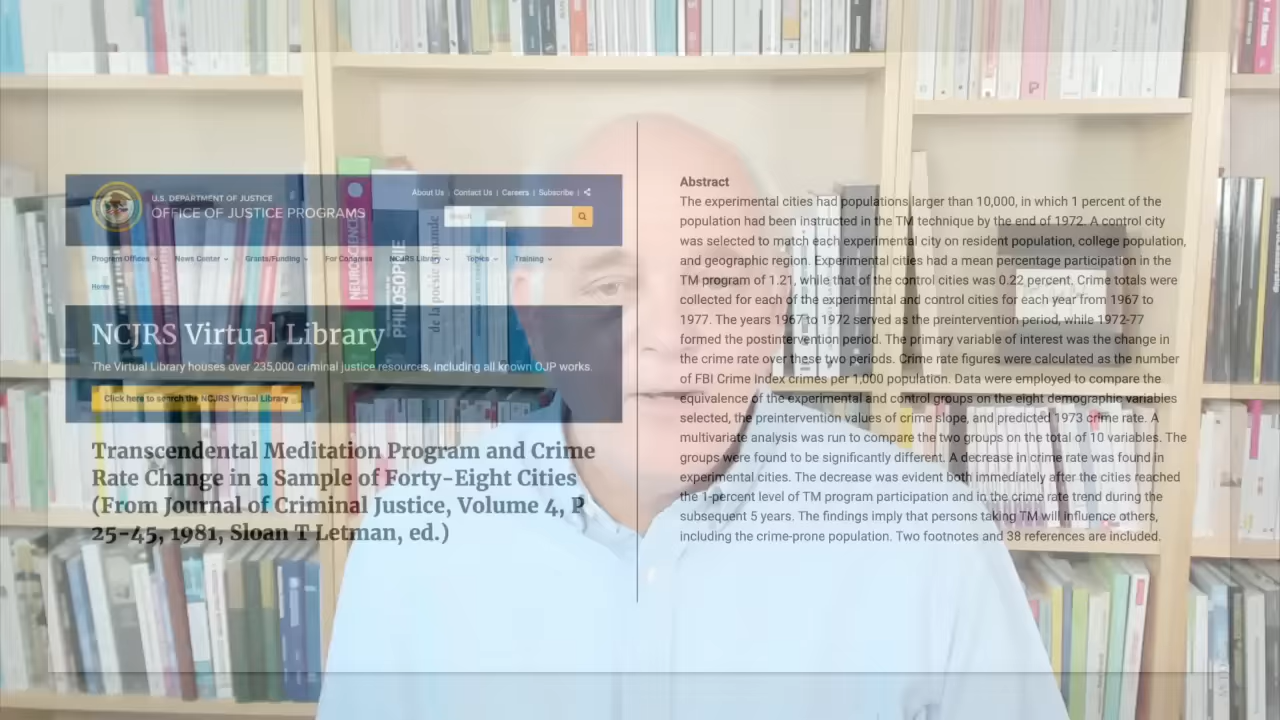 U.S. DEPARTMENT OF JUSTICE
OFFICE OF JUSTICE PROGRAMS
About Us | Contact Us | Careers | Subscribe |
Search
Program Offices News Center Grants/Funding For Congress NCJRS Library Topics Training
Home
NCJRS Virtual Library
The Virtual Library houses over 235,000 criminal justice resources, including all known OJP works.
Click here to search the NCJRS Virtual Library
Transcendental Meditation Program and Crime
Rate Change in a Sample of Forty-Eight Cities
(From Journal of Criminal Justice, Volume 4, P
25-45, 1981, Sloan T Letman, ed.)
Abstract
The experimental cities had populations larger than 10,000, in which 1 percent of the
population had been instructed in the TM technique by the end of 1972. A control city
was selected to match each experimental city on resident population, college population,
and geographic region. Experimental cities had a mean percentage participation in the
TM program of 1.21, while that of the control cities was 0.22 percent. Crime totals were
collected for each of the experimental and control cities for each year from 1967 to
1977. The years 1967 to 1972 served as the preintervention period, while 1972-77
formed the postintervention period. The primary variable of interest was the change in
the crime rate over these two periods. Crime rate figures were calculated as the number
of FBI Crime Index crimes per 1,000 population. Data were employed to compare the
equivalence of the experimental and control groups on the eight demographic variables
selected, the preintervention values of crime slope, and predicted 1973 crime rate. A
multivariate analysis was run to compare the two groups on the total of 10 variables. The
groups were found to be significantly different. A decrease in crime rate was found in
experimental cities. The decrease was evident both immediately after the cities reached
the 1-percent level of TM program participation and in the crime rate trend during the
subsequent 5 years. The findings imply that persons taking TM will influence others,
including the crime-prone population. Two footnotes and 38 references are included.
NEUROSCIENCE
PHILOSOPHIE
de la poésie